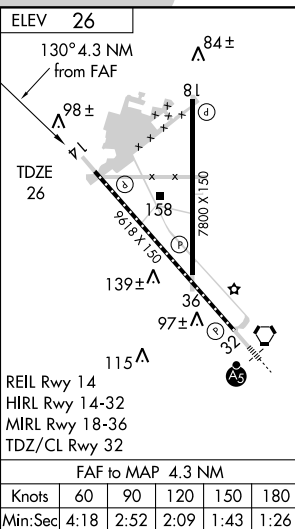 ELEV 26
130° 4.3 NM
from FAF
84±
18
P
98±
14
TDZE
26
x x x
P
158
9618 X 150
7800 X 150
P
139±
36
97±
P
32
115
A5
REIL Rwy 14
HIRL Rwy 14-32
MIRL Rwy 18-36
TDZ/CL Rwy 32
FAF to MAP 4.3 NM
Knots 60 90 120 150 180
Min:Sec 4:18 2:52 2:09 1:43 1:26